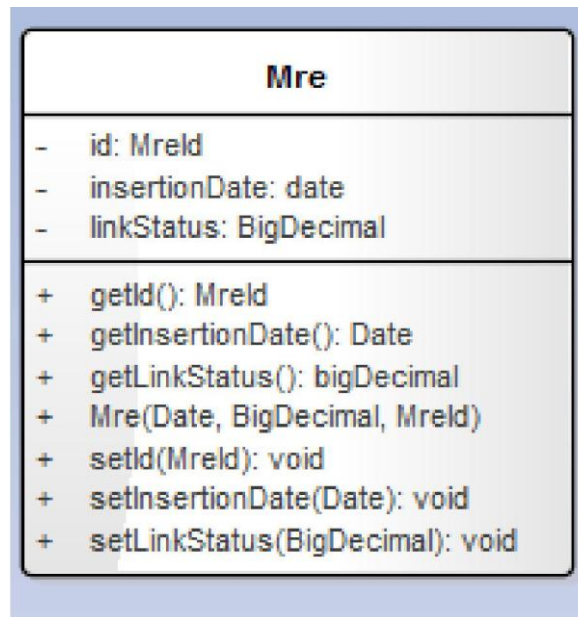 Mre
- id: MreId
- insertionDate: date
- linkStatus: BigDecimal
+ getId(): MreId
+ getInsertionDate(): Date
+ getLinkStatus(): bigDecimal
+ Mre(Date, BigDecimal, MreId)
+ setId(MreId): void
+ setInsertionDate(Date): void
+ setLinkStatus(BigDecimal): void